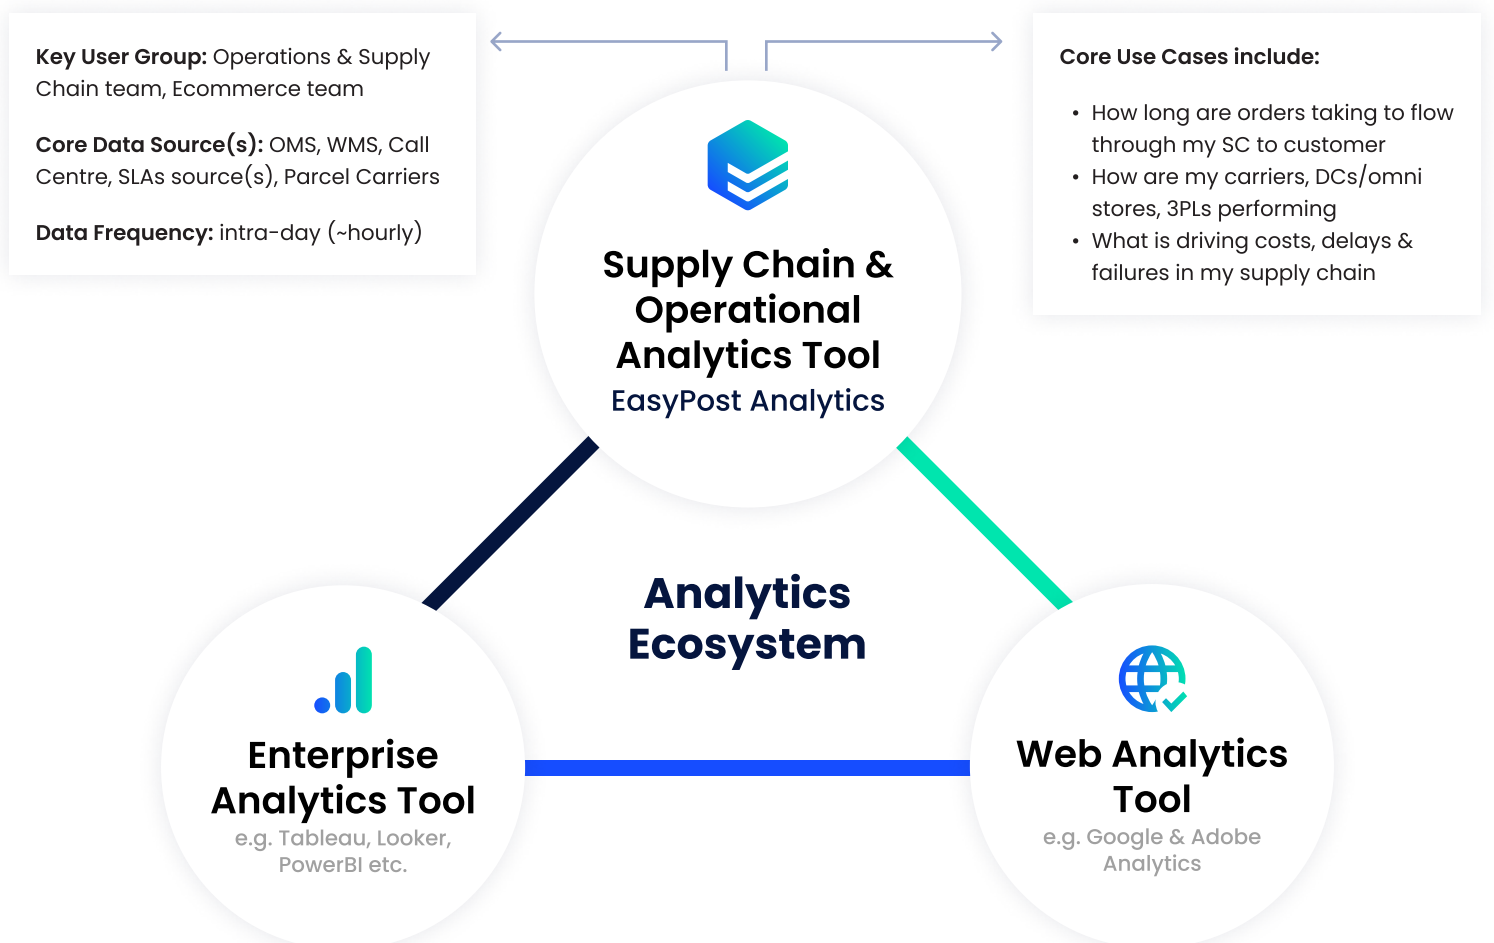 Key User Group: Operations & Supply
Chain team, Ecommerce team
Core Data Source(s): OMS, WMS, Call
Centre, SLAs source(s), Parcel Carriers
Data Frequency: intra-day (~hourly)
Core Use Cases include:
• How long are orders taking to flow
through my SC to customer
• How are my carriers, DCs/omni
stores, 3PLs performing
• What is driving costs, delays &
failures in my supply chain
Supply Chain &
Operational
Analytics Tool
EasyPost Analytics
Analytics
Ecosystem
Enterprise
Analytics Tool
e.g. Tableau, Looker,
PowerBI etc.
Web Analytics
Tool
e.g. Google & Adobe
Analytics